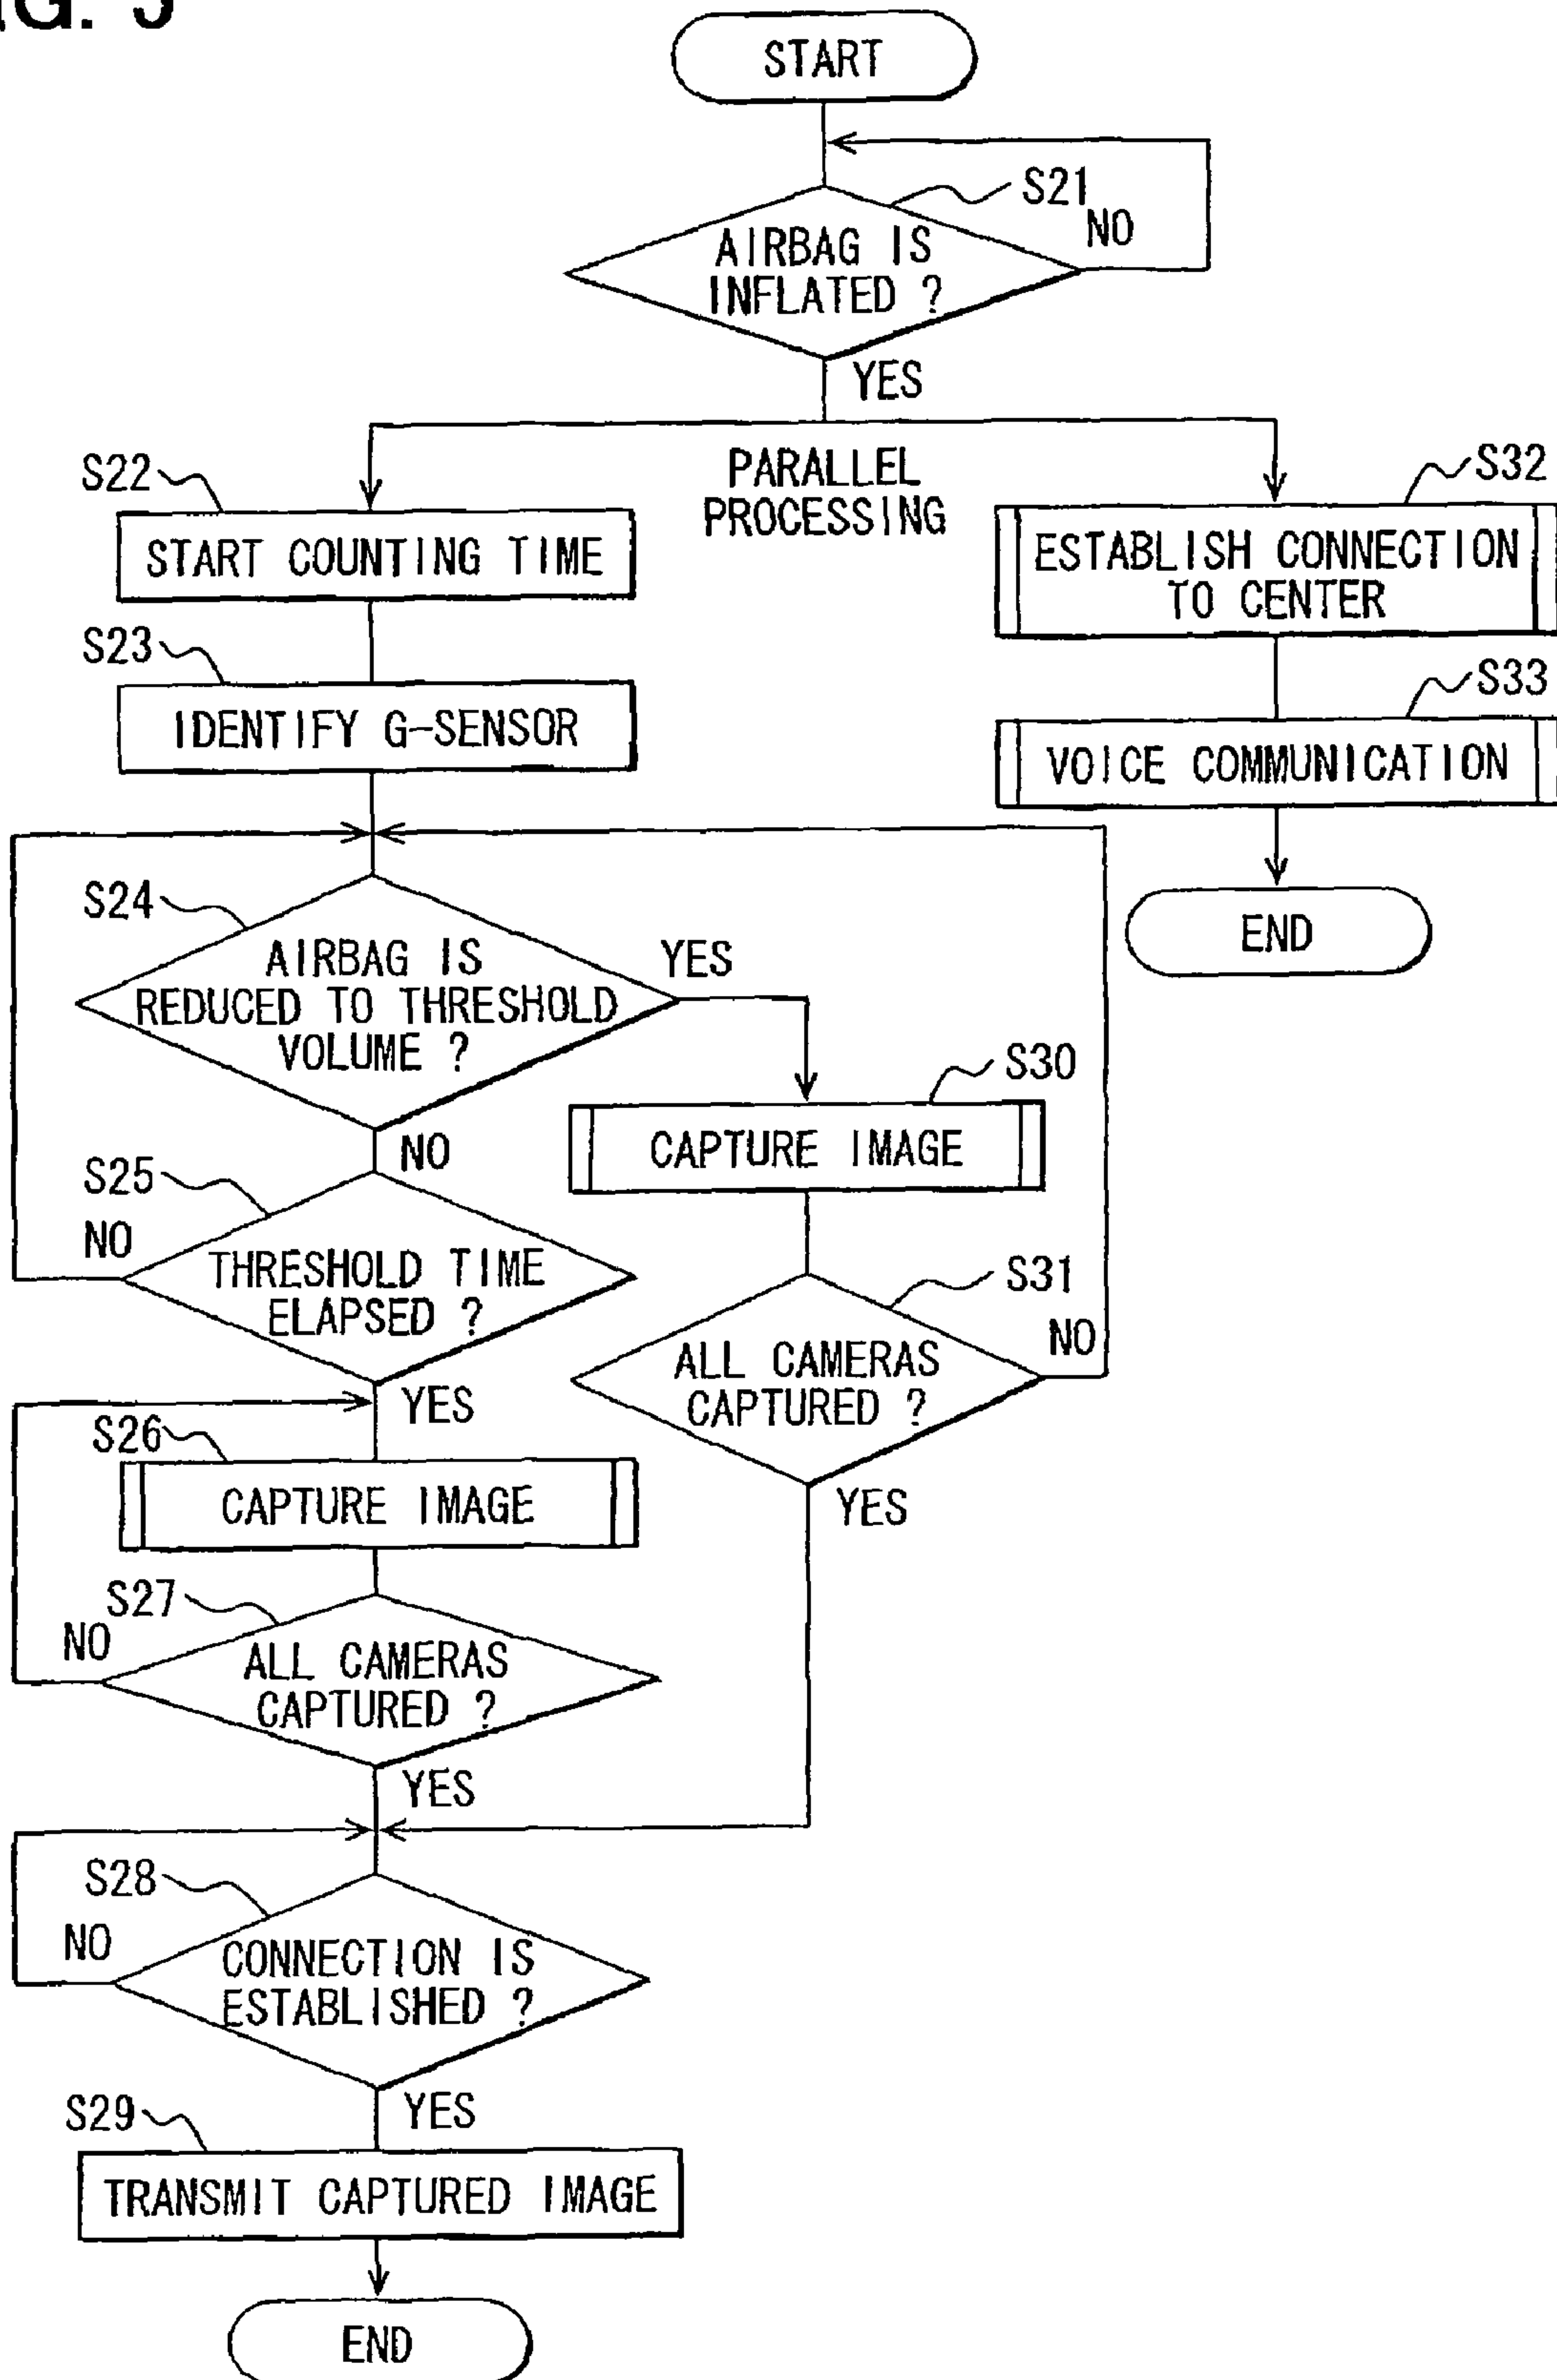 START
S21
NO
AIRBAG IS
INFLATED ?
YES
PARALLEL
PROCESSING
S22
START COUNTING TIME
S32
ESTABLISH CONNECTION
TO CENTER
S23
IDENTIFY G-SENSOR
S33
VOICE COMMUNICATION
END
S24
AIRBAG IS
REDUCED TO THRESHOLD
VOLUME ?
YES
NO
S30
CAPTURE IMAGE
S25
NO
THRESHOLD TIME
ELAPSED ?
YES
S31
NO
ALL CAMERAS
CAPTURED ?
YES
S26
CAPTURE IMAGE
S27
NO
ALL CAMERAS
CAPTURED ?
YES
S28
NO
CONNECTION IS
ESTABLISHED ?
YES
S29
TRANSMIT CAPTURED IMAGE
END